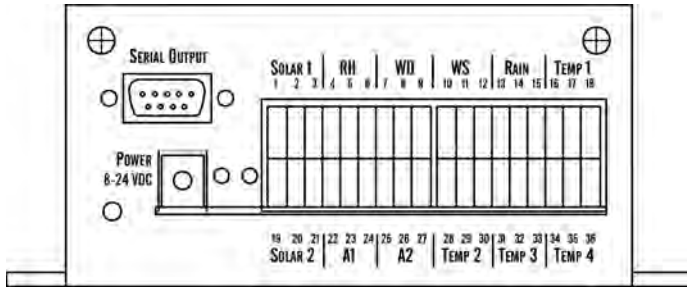 SERIAL OUTPUT
SOLAR 1 RH WD WS RAIN TEMP 1
1 2 3 4 5 6 7 8 9 10 11 12 13 14 15 16 17 18
POWER
8-24 VDC
19 20 21 22 23 24 25 26 27 28 29 30 31 32 33 34 35 36
SOLAR 2 A1 A2 TEMP 2 TEMP 3 TEMP 4